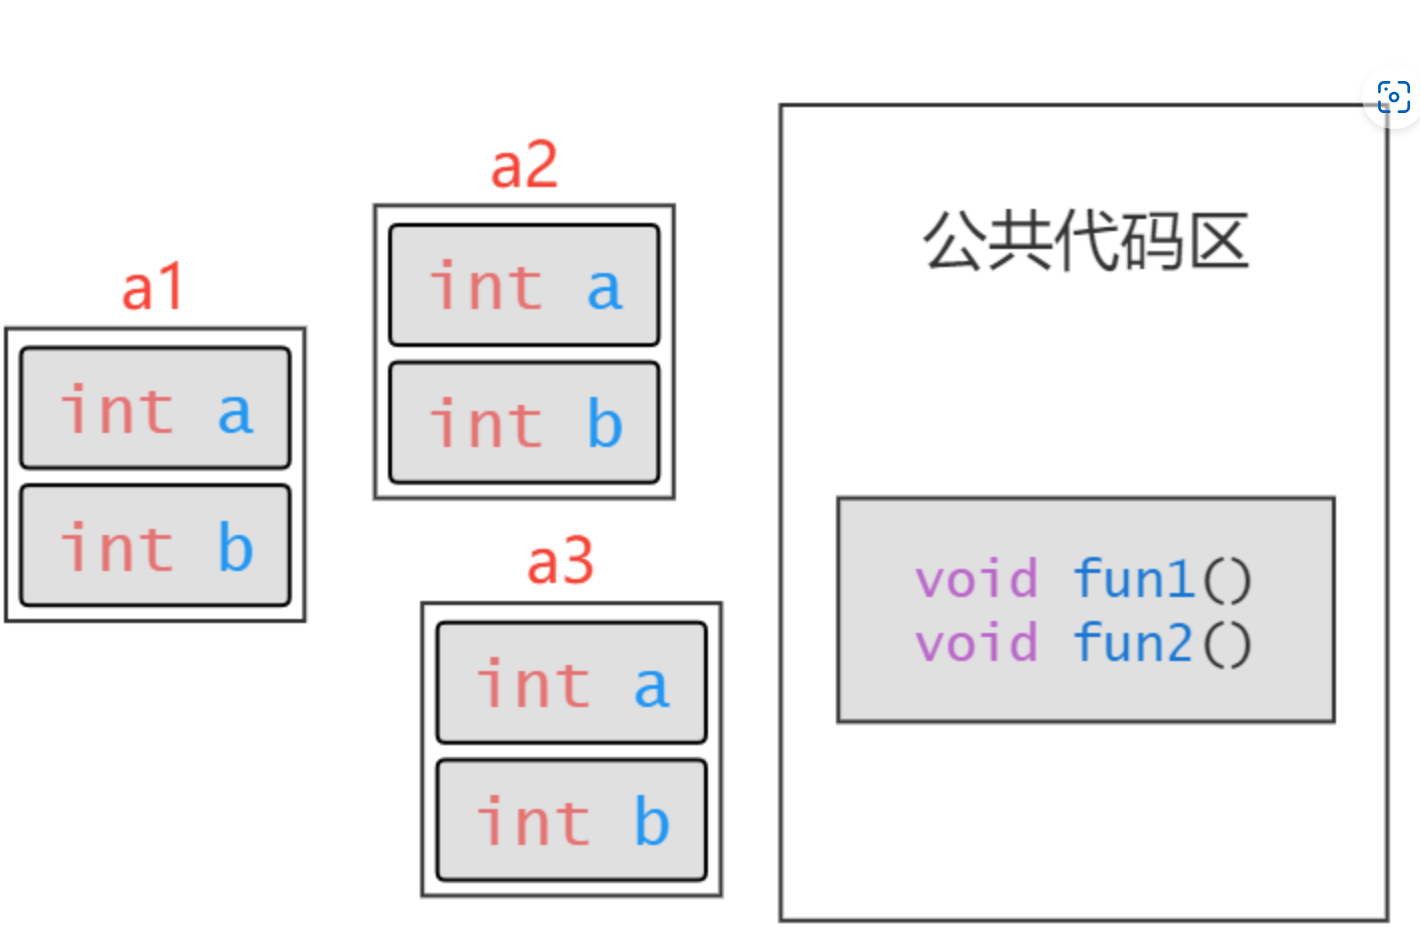 a1
int a
int b
a2
int a
int b
a3
int a
int b
公共代码区
void fun1()
void fun2()